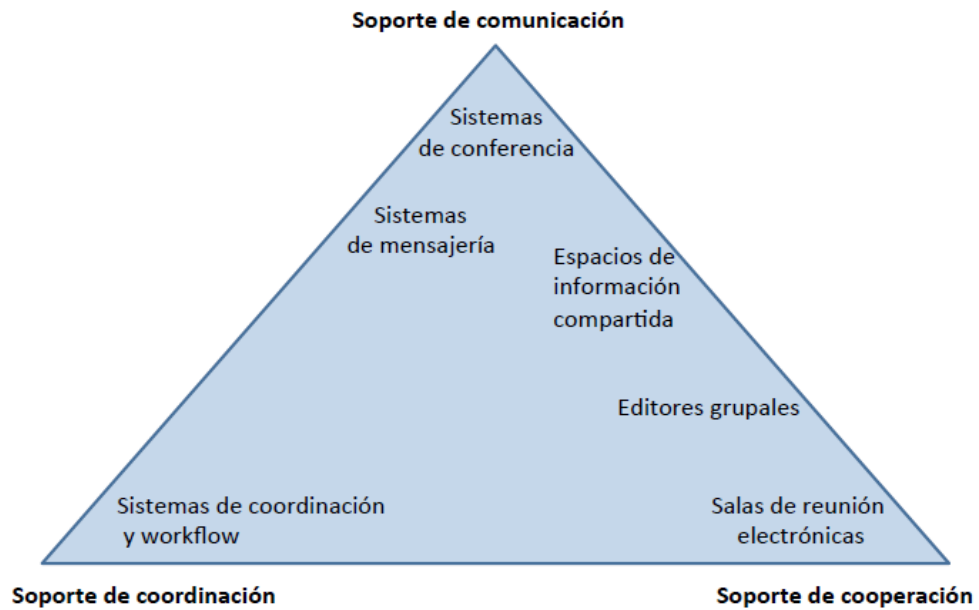 Soporte de comunicación
Sistemas
de conferencia
Sistemas
de mensajería
Espacios de
información
compartida
Editores grupales
Sistemas de coordinación
y workflow
Salas de reunión
electrónicas
Soporte de coordinación
Soporte de cooperación